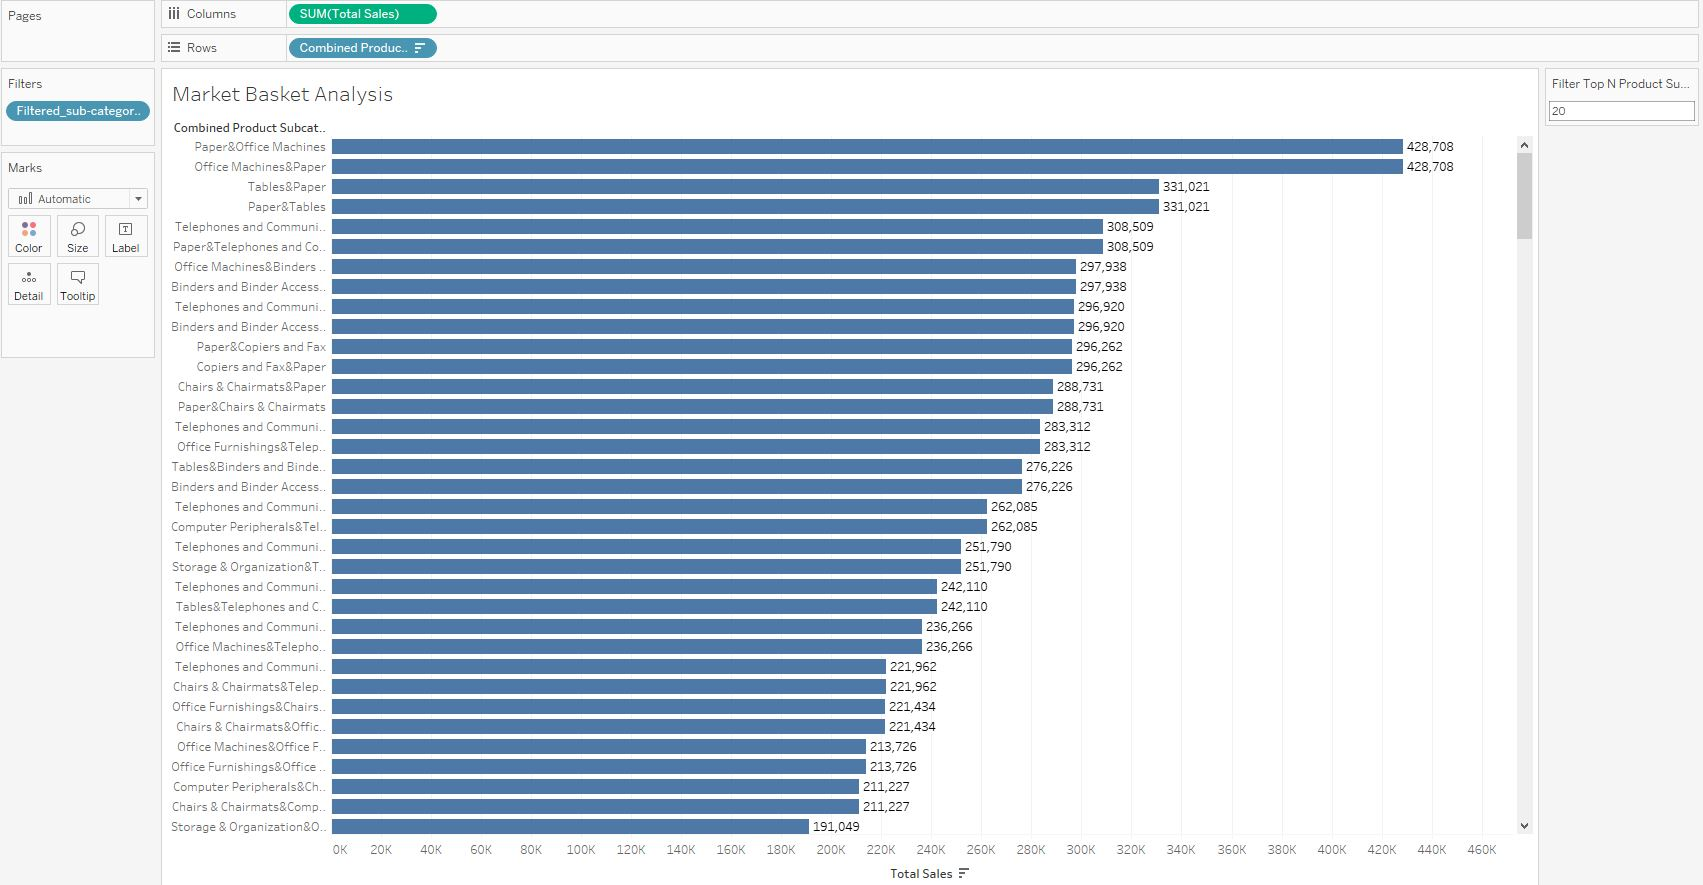 Pages
Columns
SUM(Total Sales)
Rows
Combined Produc..
Filters
Filtered_sub-categor..
Marks
Automatic
Color Size Label
Detail Tooltip
Market Basket Analysis
Combined Product Subcat..
Paper&Office Machines 428,708
Office Machines&Paper 428,708
Tables&Paper 331,021
Paper&Tables 331,021
Telephones and Communi.. 308,509
Paper&Telephones and Co.. 308,509
Office Machines&Binders .. 297,938
Binders and Binder Access.. 297,938
Telephones and Communi.. 296,920
Binders and Binder Access.. 296,920
Paper&Copiers and Fax 296,262
Copiers and Fax&Paper 296,262
Chairs & Chairmats&Paper 288,731
Paper&Chairs & Chairmats 288,731
Telephones and Communi.. 283,312
Office Furnishings&Telep.. 283,312
Tables&Binders and Binde.. 276,226
Binders and Binder Access.. 276,226
Telephones and Communi.. 262,085
Computer Peripherals&Tel.. 262,085
Telephones and Communi.. 251,790
Storage & Organization&T.. 251,790
Telephones and Communi.. 242,110
Tables&Telephones and C.. 242,110
Telephones and Communi.. 236,266
Office Machines&Telepho.. 236,266
Telephones and Communi.. 221,962
Chairs & Chairmats&Telep.. 221,962
Office Furnishings&Chairs.. 221,434
Chairs & Chairmats&Offic.. 221,434
Office Machines&Office F.. 213,726
Office Furnishings&Office .. 213,726
Computer Peripherals&Ch.. 211,227
Chairs & Chairmats&Comp.. 211,227
Storage & Organization&O.. 191,049
0K 20K 40K 60K 80K 100K 120K 140K 160K 180K 200K 220K 240K 260K 280K 300K 320K 340K 360K 380K 400K 420K 440K 460K
Total Sales
Filter Top N Product Su...
20